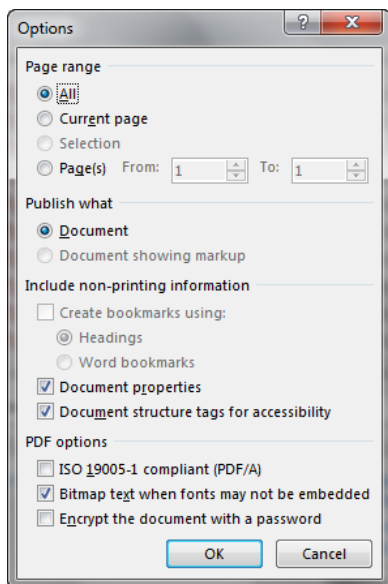 Options
Page range
All
Current page
Selection
Page(s) From: 1 To: 1
Publish what
Document
Document showing markup
Include non-printing information
Create bookmarks using:
Headings
Word bookmarks
Document properties
Document structure tags for accessibility
PDF options
ISO 19005-1 compliant (PDF/A)
Bitmap text when fonts may not be embedded
Encrypt the document with a password
OK Cancel